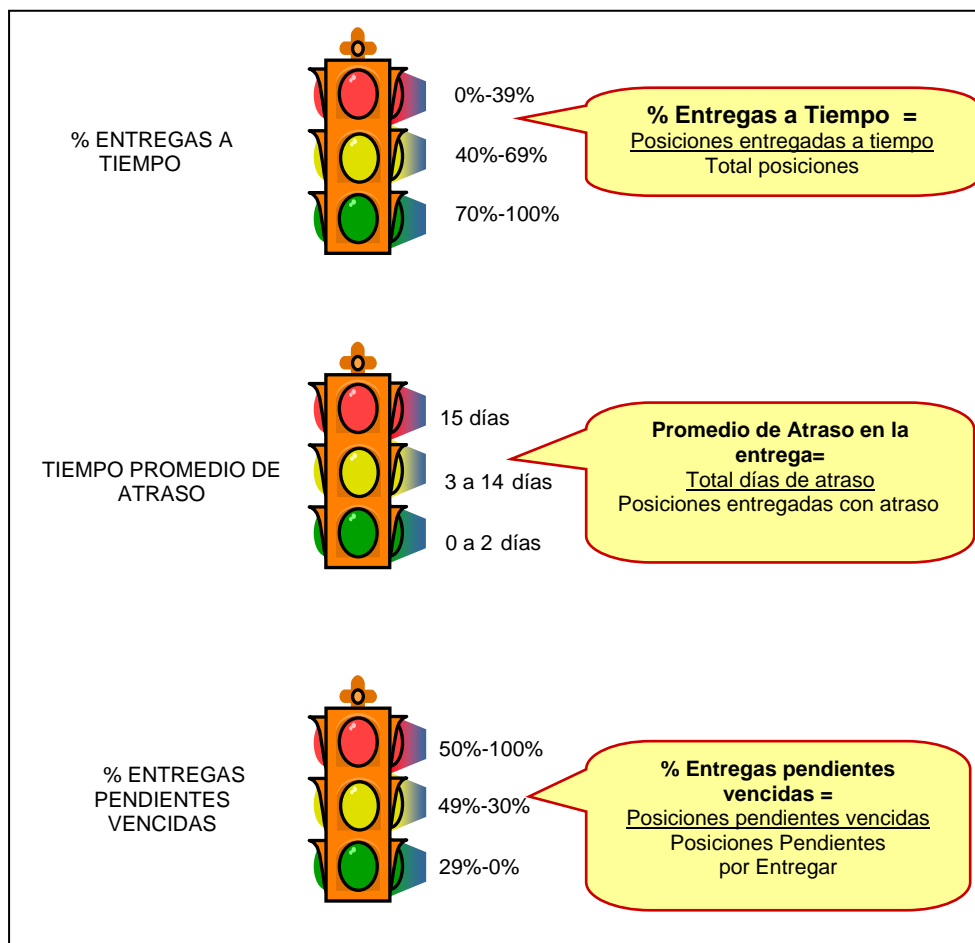 % ENTREGAS A
TIEMPO
0%-39%
40%-69%
70%-100%
% Entregas a Tiempo =
Posiciones entregadas a tiempo
Total posiciones
TIEMPO PROMEDIO DE
ATRASO
15 días
3 a 14 días
0 a 2 días
Promedio de Atraso en la
entrega=
Total días de atraso
Posiciones entregadas con atraso
% ENTREGAS
PENDIENTES
VENCIDAS
50%-100%
49%-30%
29%-0%
% Entregas pendientes
vencidas =
Posiciones pendientes vencidas
Posiciones Pendientes
por Entregar